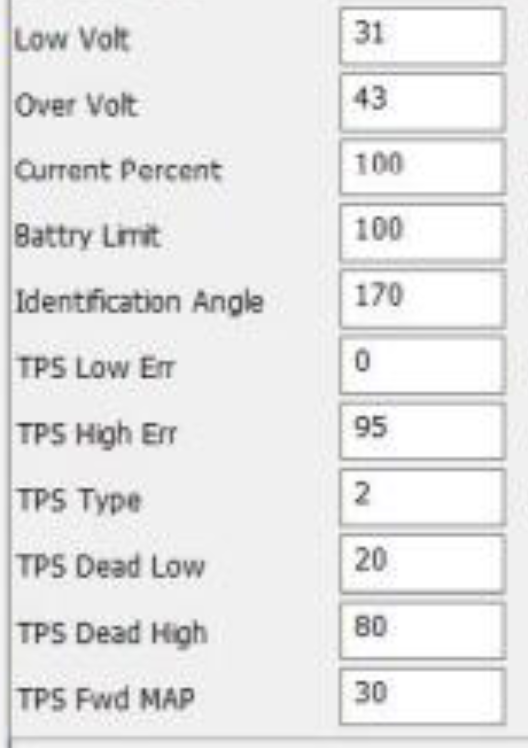 Low Volt 31
Over Volt 43
Current Percent 100
Battry Limit 100
Identification Angle 170
TPS Low Err 0
TPS High Err 95
TPS Type 2
TPS Dead Low 20
TPS Dead High 80
TPS Fwd MAP 30